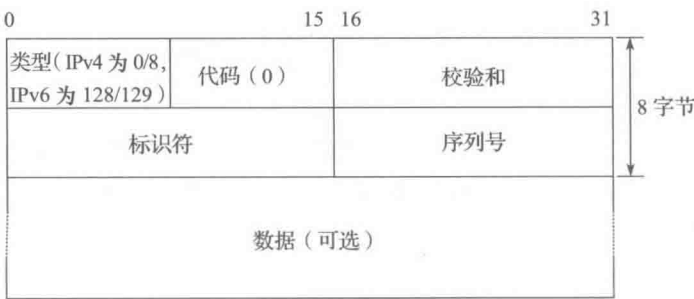 0 15 16 31
类型（IPv4 为 0/8,
IPv6 为 128/129）
代码（0）
校验和
8 字节
标识符
序列号
数据（可选）